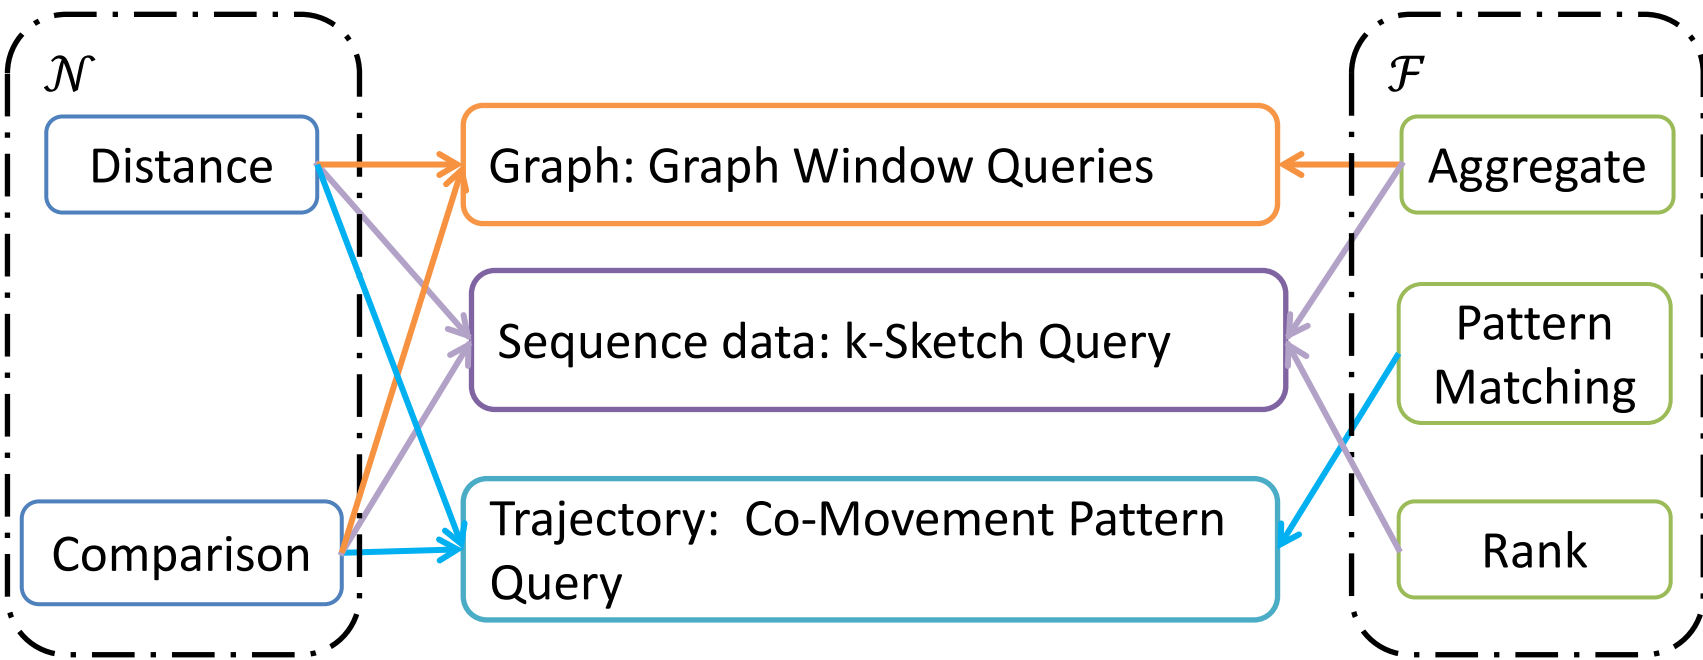 𝒩
Distance
Comparison
Graph: Graph Window Queries
Sequence data: k-Sketch Query
Trajectory: Co-Movement Pattern
Query
ℱ
Aggregate
Pattern
Matching
Rank